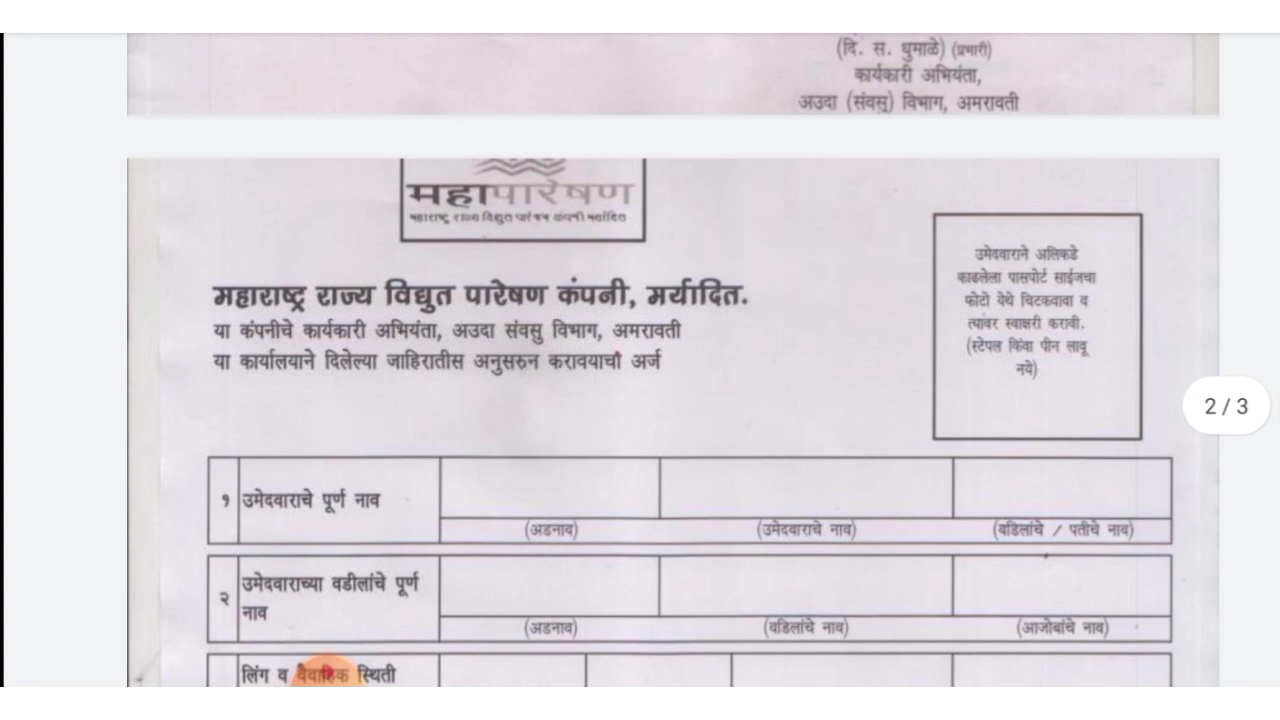 (दि. स. धुमाळे) (प्रभारी)
कार्यकारी अभियंता,
अउदा (संवसु) विभाग, अमरावती
महापारेषण
महाराष्ट्र राज्य विद्युत पारेषण कंपनी मर्यादित
उमेदवाराने अलिकडे
काढलेला पासपोर्ट साईजचा
फोटो येथे चिटकवावा व
त्यांवर स्वाक्षरी करावी.
(स्टेपल किंवा पीन लावू
नये)
महाराष्ट्र राज्य विद्युत पारेषण कंपनी, मर्यादित.
या कंपनीचे कार्यकारी अभियंता, अउदा संवसु विभाग, अमरावती
या कार्यालयाने दिलेल्या जाहिरातीस अनुसरुन करावयाचा अर्ज
2 / 3
१ उमेदवाराचे पूर्ण नाव
(अडनाव) (उमेदवाराचे नाव) (वडिलांचे / पतीचे नाव)
२ उमेदवाराच्या वडीलांचे पूर्ण
नाव
(अडनाव) (वडिलांचे नाव) (आजोबांचे नाव)
लिंग व वैवाहिक स्थिती